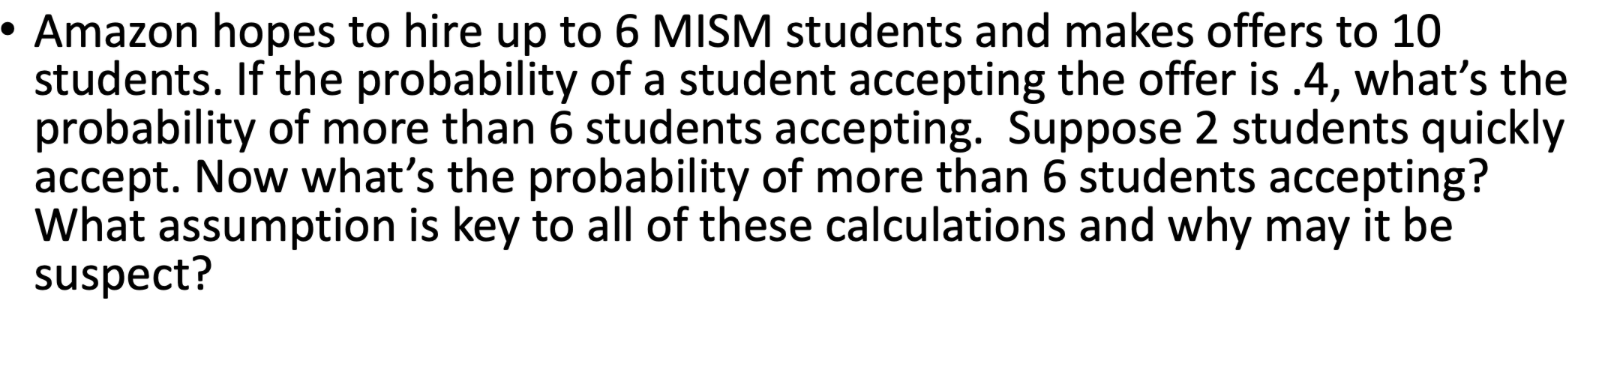 • Amazon hopes to hire up to 6 MISM students and makes offers to 10
students. If the probability of a student accepting the offer is .4, what’s the
probability of more than 6 students accepting.  Suppose 2 students quickly
accept. Now what’s the probability of more than 6 students accepting?
What assumption is key to all of these calculations and why may it be
suspect?